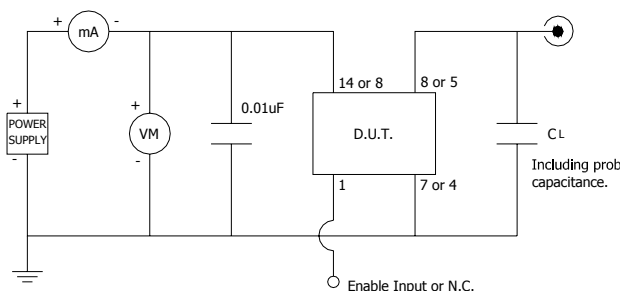 + mA -
14 or 8
8 or 5
+
POWER
SUPPLY
-
+
VM
-
0.01uF
D.U.T.
CL
Including prob
capacitance.
1
7 or 4
Enable Input or N.C.